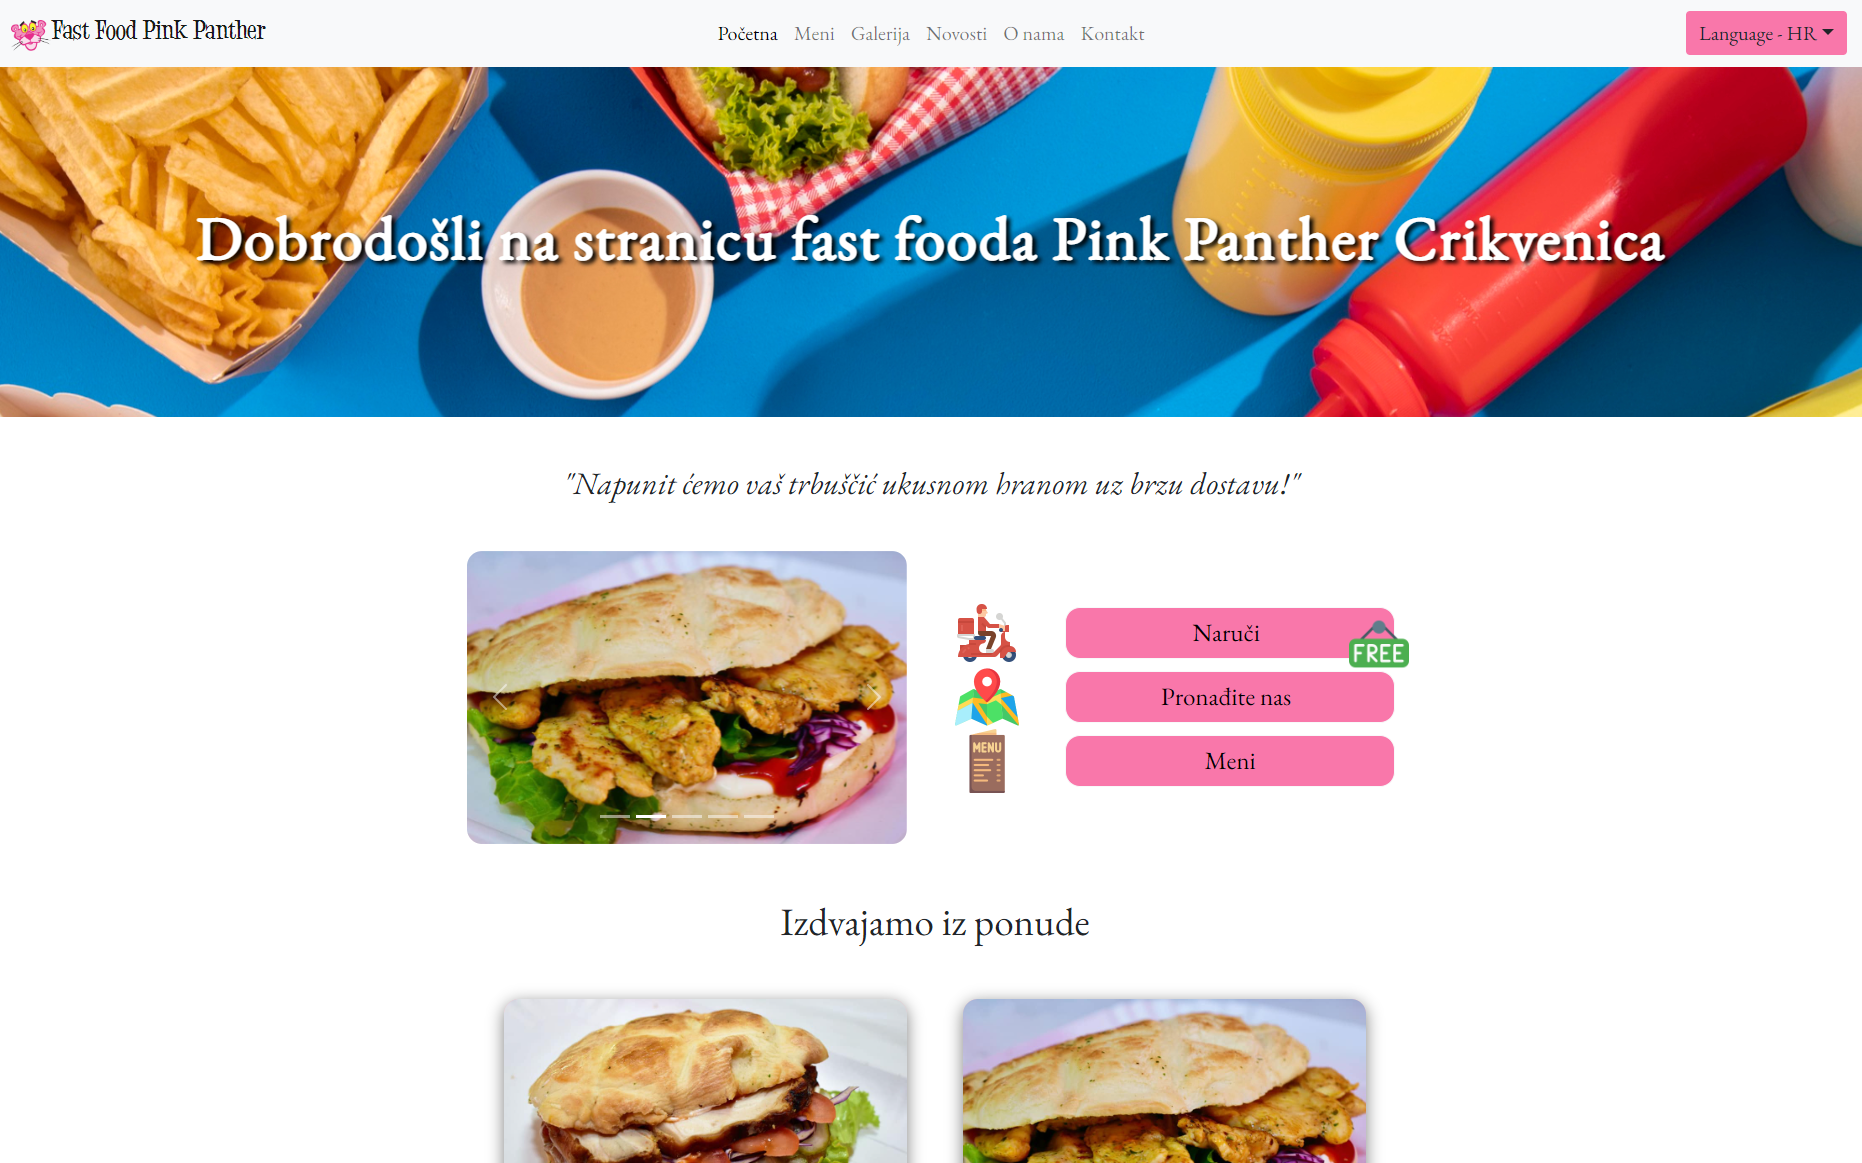 Fast Food Pink Panther
Početna Meni Galerija Novosti O nama Kontakt
Language - HR
Dobrodošli na stranicu fast fooda Pink Panther Crikvenica
"Napunit ćemo vaš trbuščić ukusnom hranom uz brzu dostavu!"
Naruči
FREE
Pronađite nas
MENU
Meni
Izdvajamo iz ponude